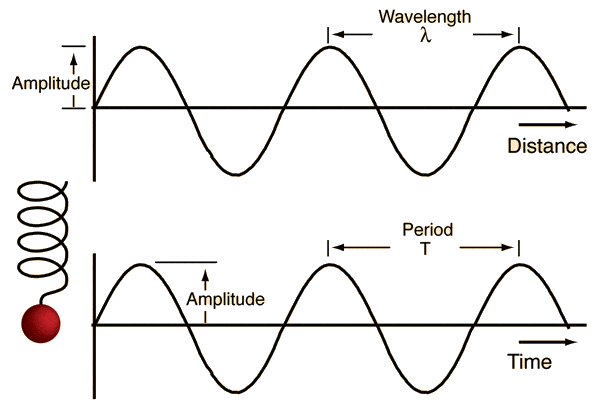 Wavelength
λ
Amplitude
Distance
Period
T
Amplitude
Time